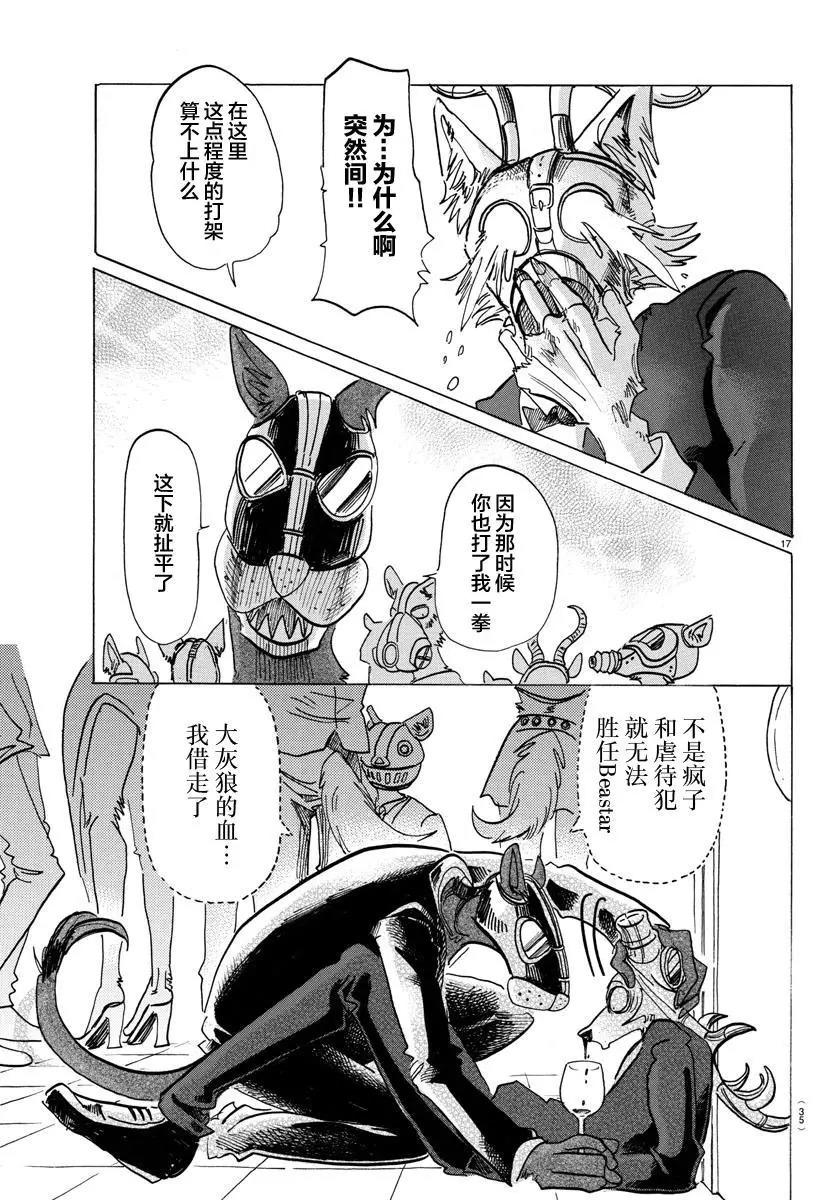 为…为什么啊
突然间!!
在这里
这点程度的打架
算不上什么
17
因为那时候
你也打了我一拳
这下就扯平了
不是疯子
和虐待犯
就无法
胜任Beastar
大灰狼的血…
我借走了
(35)